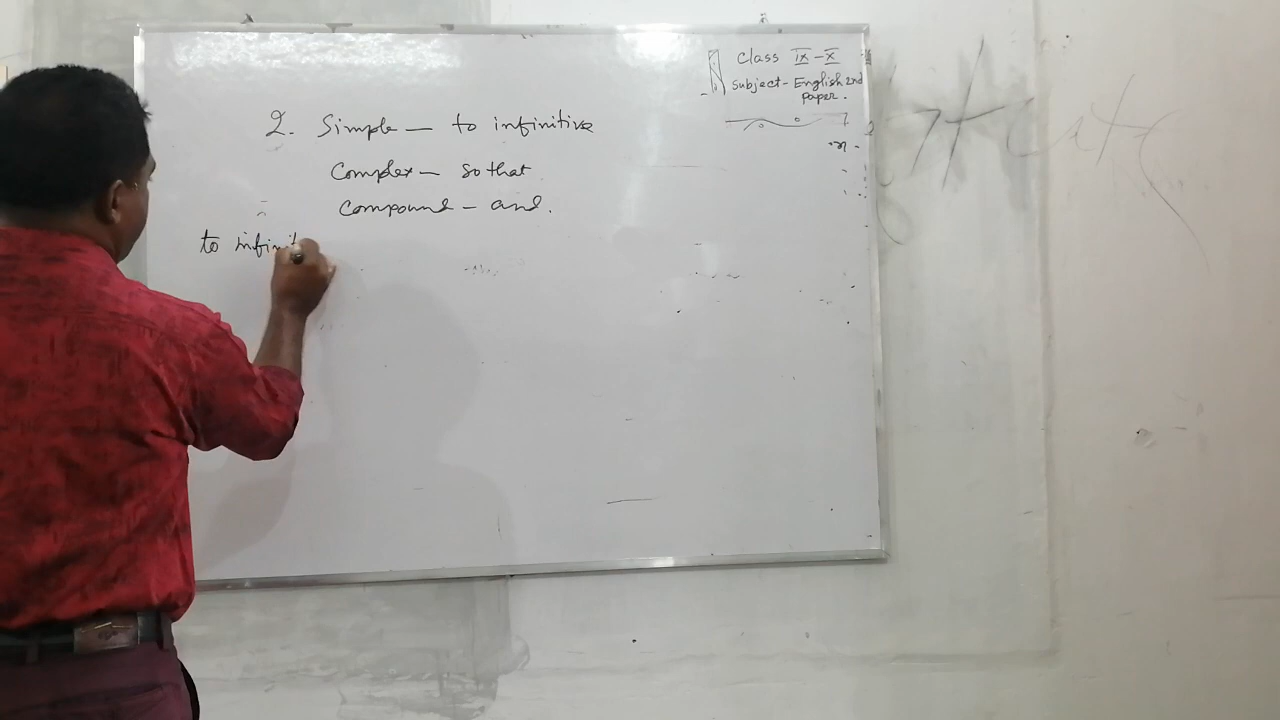 Class IX - X
Subject - English 2nd
paper.
2. Simple — to infinitive
Complex — so that
Compound — and.
to infinit